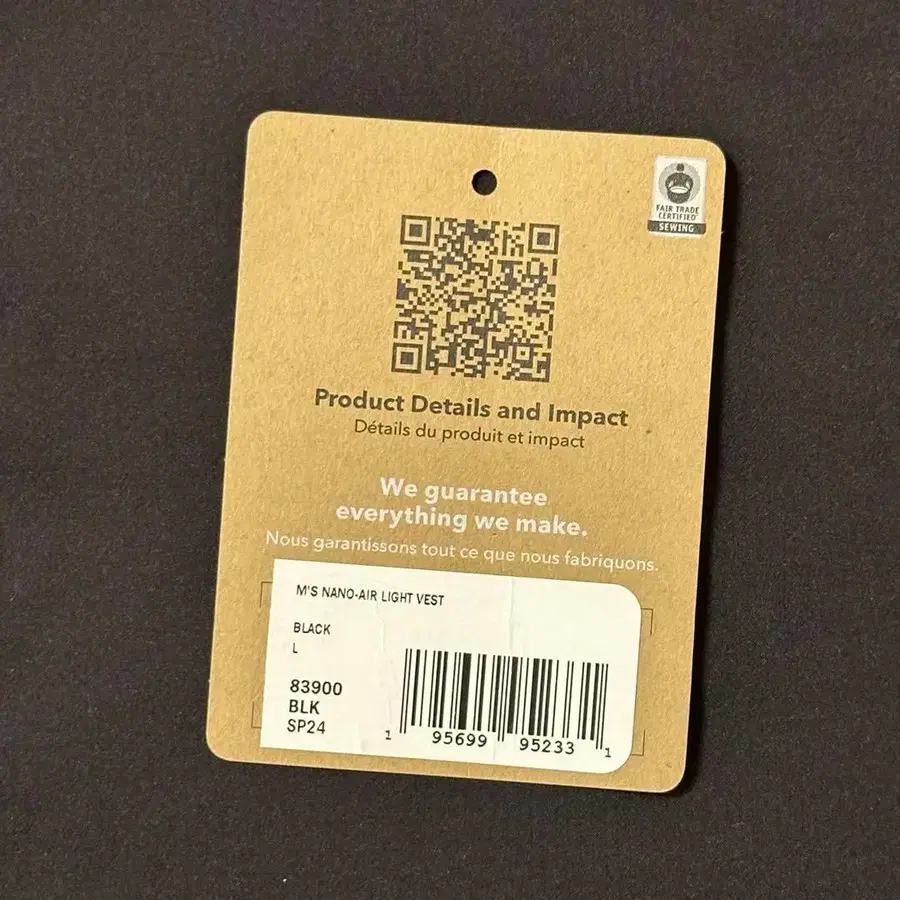 FAIR TRADE
CERTIFIED
SEWING
Product Details and Impact
Détails du produit et impact
We guarantee
everything we make.
Nous garantissons tout ce que nous fabriquons.
M'S NANO-AIR LIGHT VEST
BLACK
L
83900
BLK
SP24
1 95699 95233 1